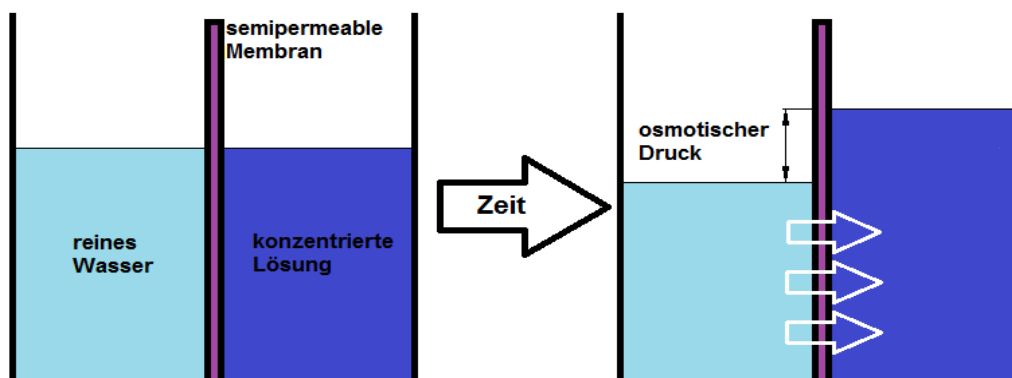 semipermeable
Membran
reines
Wasser
konzentrierte
Lösung
Zeit
osmotischer
Druck